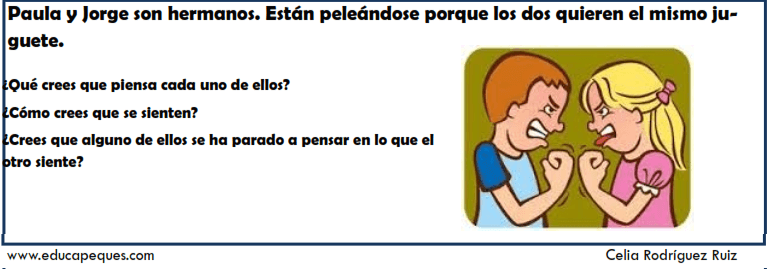 Paula y Jorge son hermanos. Están peleándose porque los dos quieren el mismo ju-
guete.
¿Qué crees que piensa cada uno de ellos?
¿Cómo crees que se sienten?
¿Crees que alguno de ellos se ha parado a pensar en lo que el
otro siente?
www.educapeques.com Celia Rodríguez Ruiz